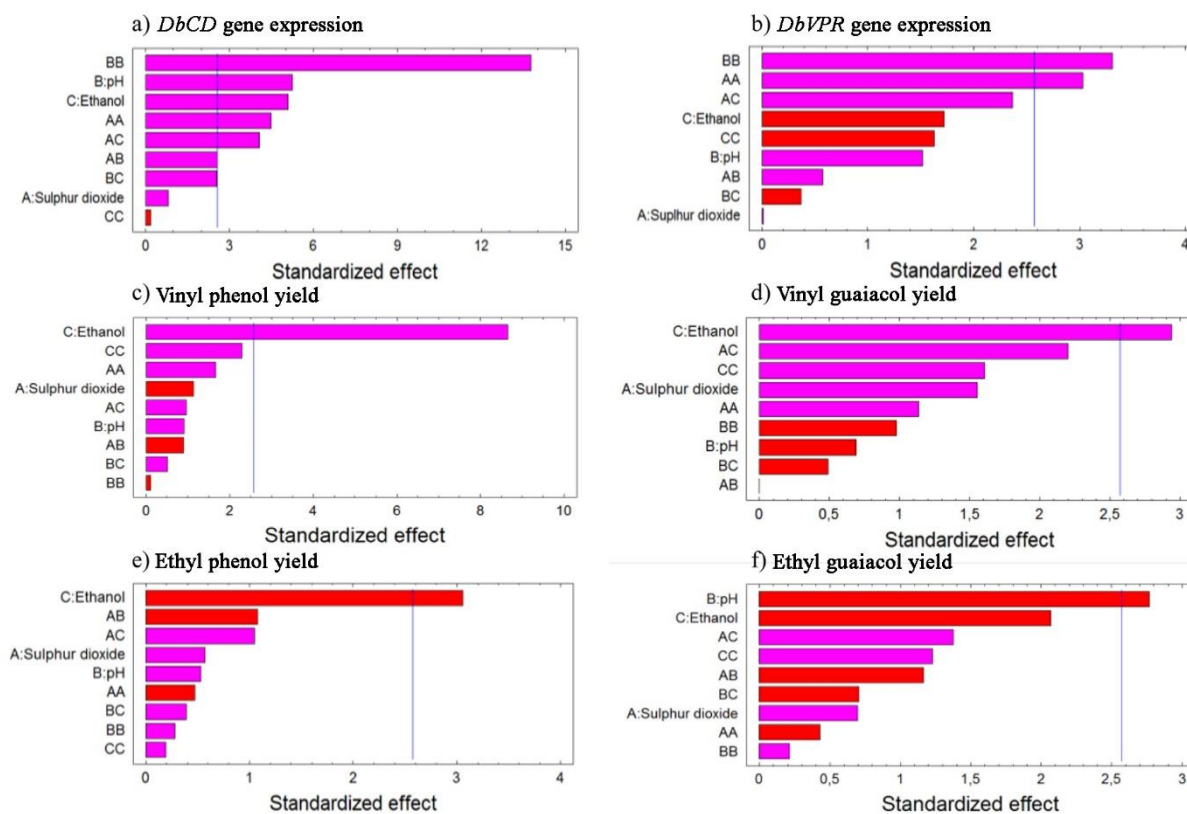 a) DbCD gene expression
BB
B:pH
C:Ethanol
AA
AC
AB
BC
A:Sulphur dioxide
CC
0 3 6 9 12 15
Standardized effect
b) DbVPR gene expression
BB
AA
AC
C:Ethanol
CC
B:pH
AB
BC
A:Suplhur dioxide
0 1 2 3 4
Standardized effect
c) Vinyl phenol yield
C:Ethanol
CC
AA
A:Sulphur dioxide
AC
B:pH
AB
BC
BB
0 2 4 6 8 10
Standardized effect
d) Vinyl guaiacol yield
C:Ethanol
AC
CC
A:Sulphur dioxide
AA
BB
B:pH
BC
AB
0 0,5 1 1,5 2 2,5 3
Standardized effect
e) Ethyl phenol yield
C:Ethanol
AB
AC
A:Sulphur dioxide
B:pH
AA
BC
BB
CC
0 1 2 3 4
Standardized effect
f) Ethyl guaiacol yield
B:pH
C:Ethanol
AC
CC
AB
BC
A:Sulphur dioxide
AA
BB
0 0,5 1 1,5 2 2,5 3
Standardized effect